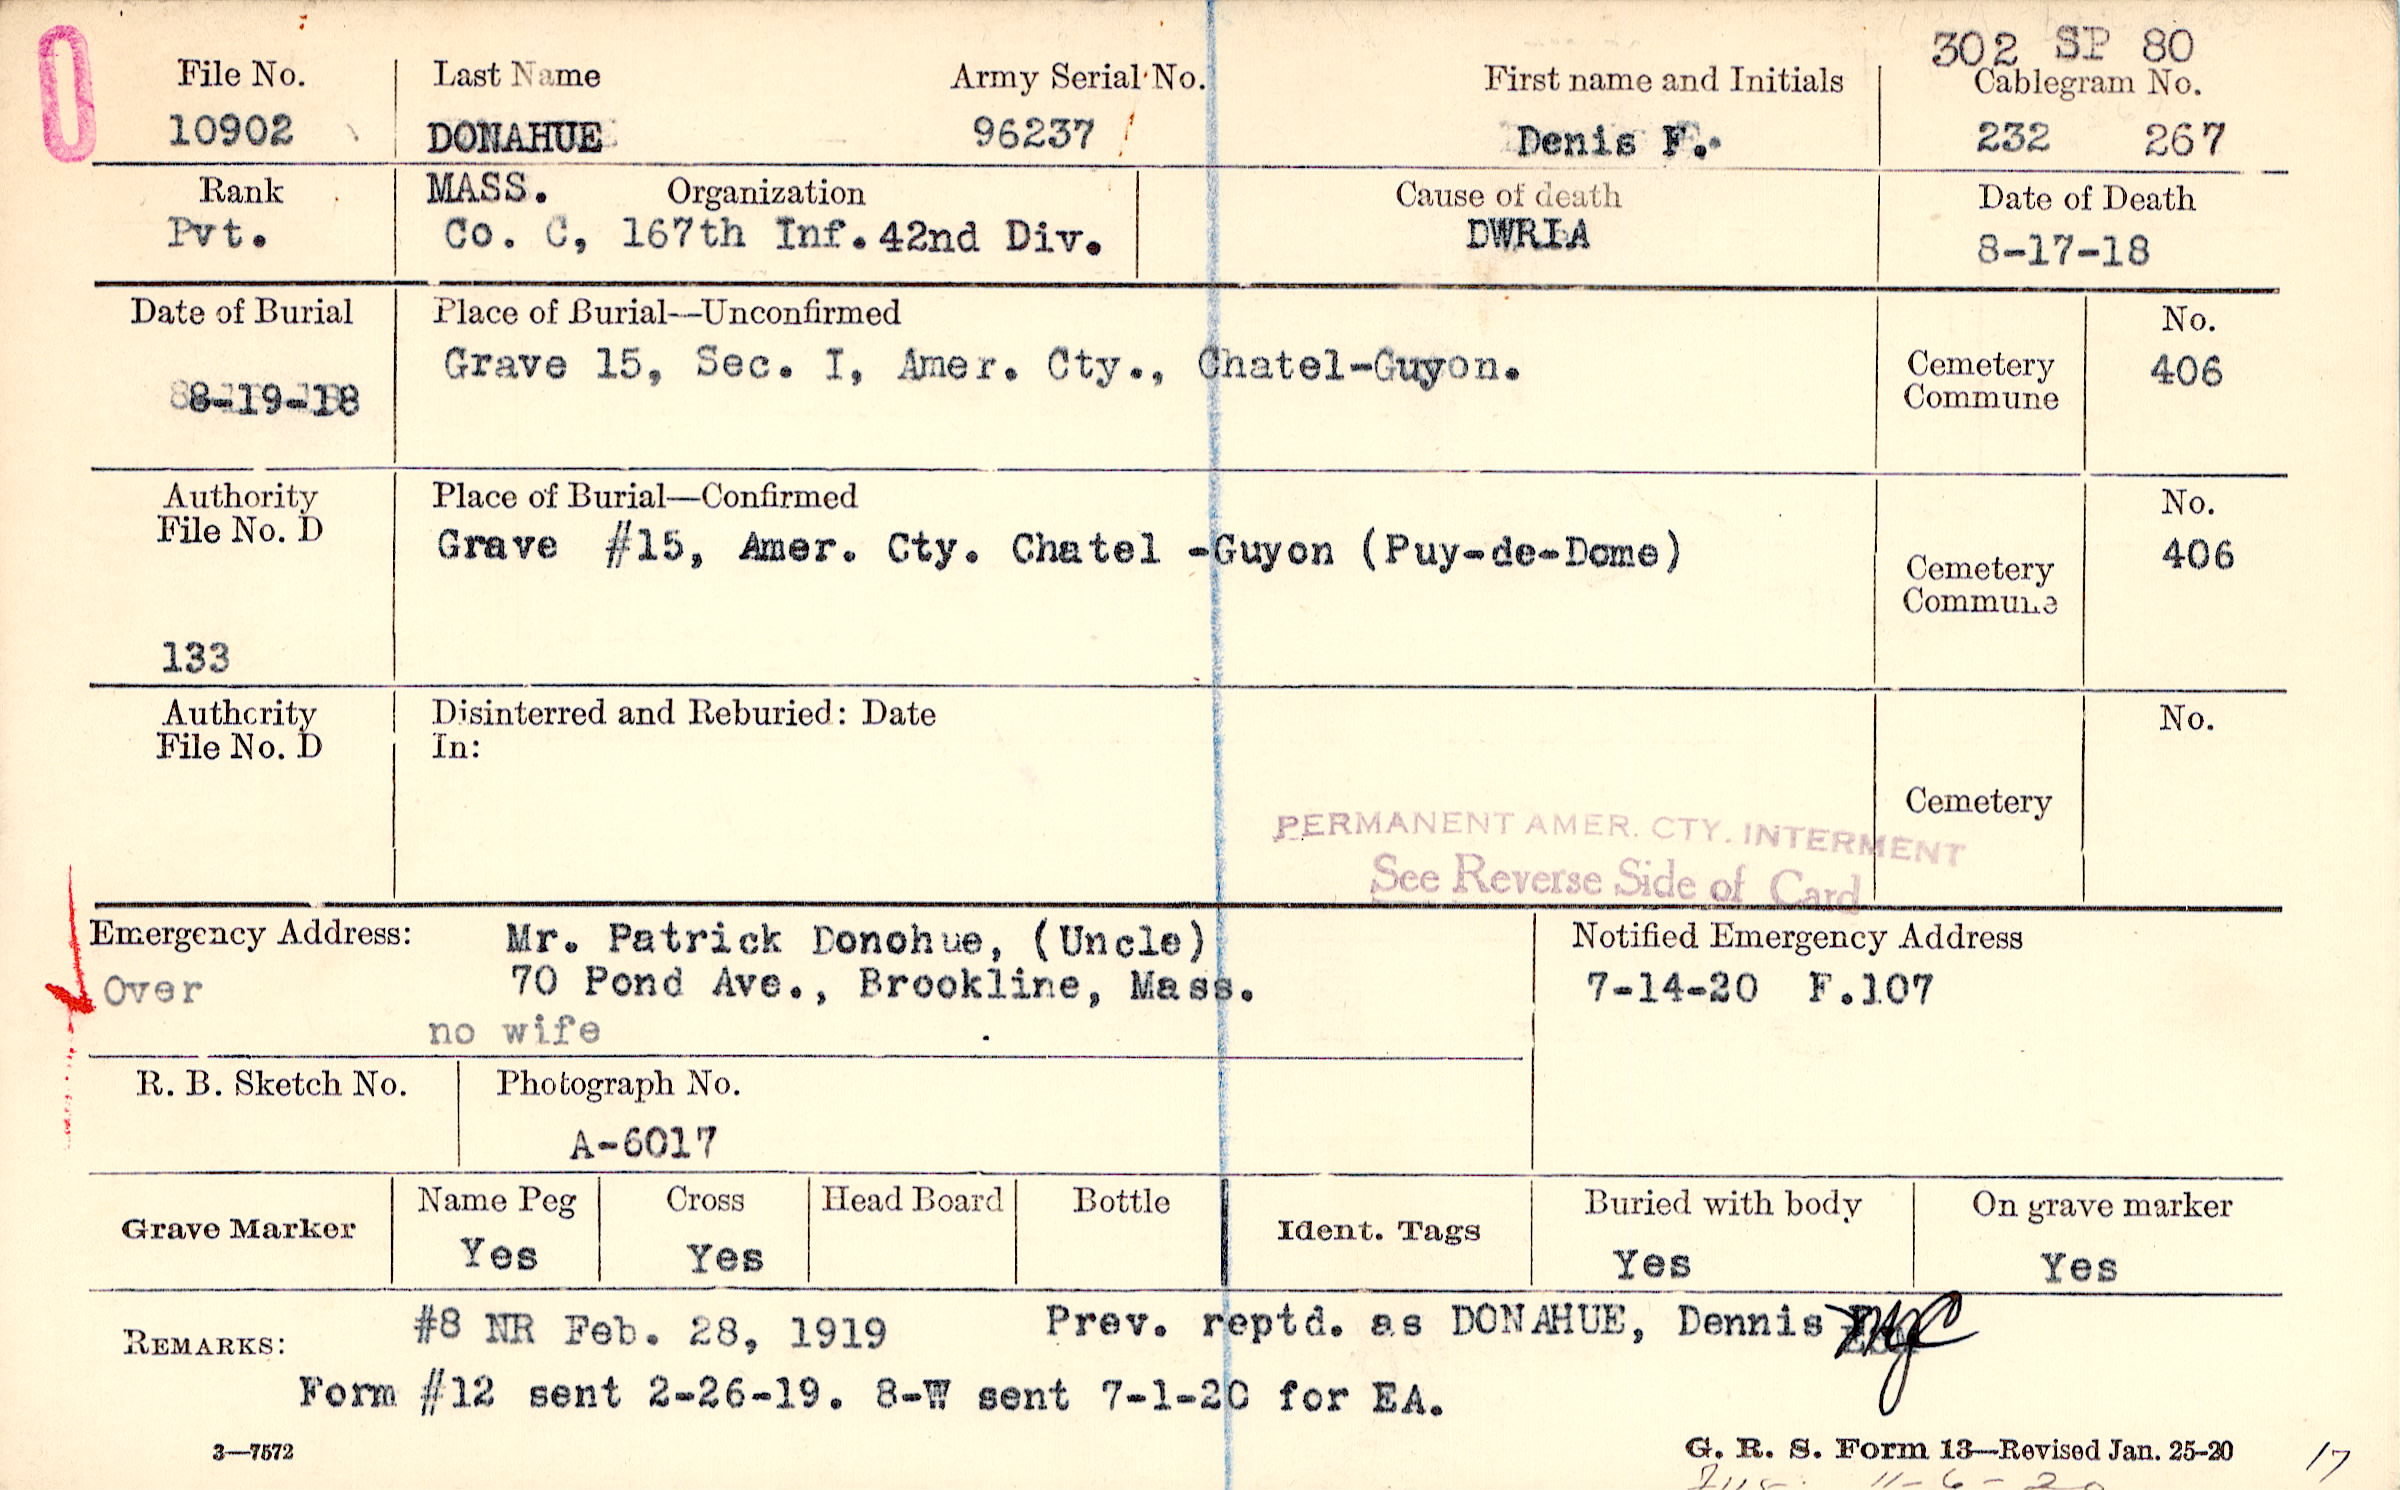 302 SP 80
File No. Last Name Army Serial No. First name and Initials Cablegram No.
10902 DONAHUE 96237 Denis F. 232 267
Rank MASS. Organization Cause of death Date of Death
Pvt. Co. C, 167th Inf. 42nd Div. DWRIA 8-17-18
Date of Burial Place of Burial—Unconfirmed No.
Grave 15, Sec. I, Amer. Cty., Chatel-Guyon. Cemetery 406
8-19-18 Commune
Authority Place of Burial—Confirmed No.
File No. D Grave #15, Amer. Cty. Chatel -Guyon (Puy-de-Dome) 406
Cemetery
Commune
133
Authority Disinterred and Reburied: Date No.
File No. D In:
Cemetery
PERMANENT AMER. CTY. INTERMENT
See Reverse Side of Card
Emergency Address: Mr. Patrick Donohue, (Uncle) Notified Emergency Address
Over 70 Pond Ave., Brookline, Mass. 7-14-20 F.107
no wife
R. B. Sketch No. Photograph No.
A-6017
Grave Marker Name Peg Cross Head Board Bottle Ident. Tags Buried with body On grave marker
Yes Yes Yes Yes
REMARKS: #8 NR Feb. 28, 1919 Prev. reptd. as DONAHUE, Dennis
Form #12 sent 2-26-19. 8-W sent 7-1-20 for EA.
3—7572 G. R. S. Form 13—Revised Jan. 25-20 17